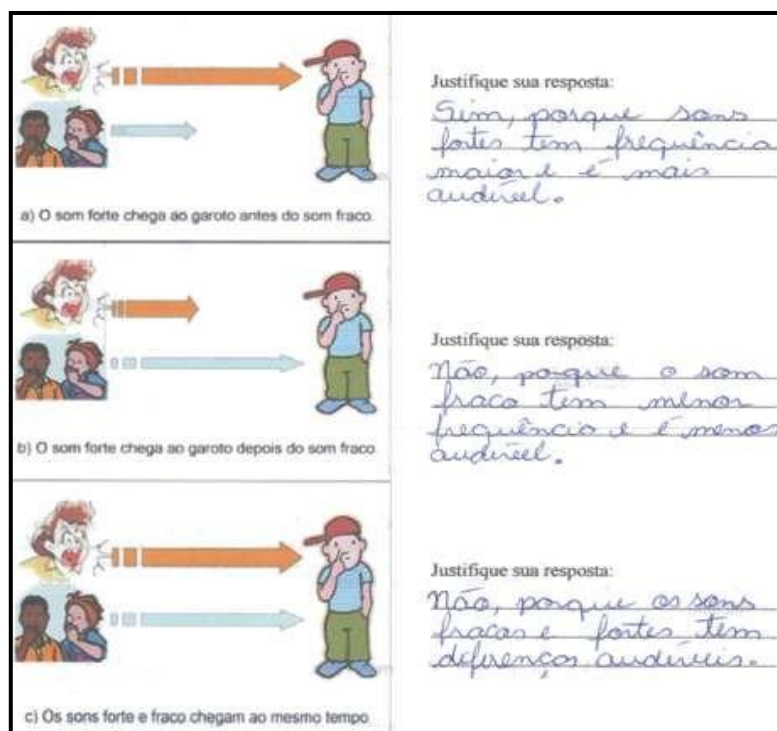 Justifique sua resposta:
Sim, porque sons
fortes tem frequência
maior e é mais
audível.
a) O som forte chega ao garoto antes do som fraco.
Justifique sua resposta:
Não, porque o som
fraco tem menor
frequência e é menos
audível.
b) O som forte chega ao garoto depois do som fraco
Justifique sua resposta:
Não, porque os sons
fracos e fortes tem
diferenças audíveis.
c) Os sons forte e fraco chegam ao mesmo tempo.